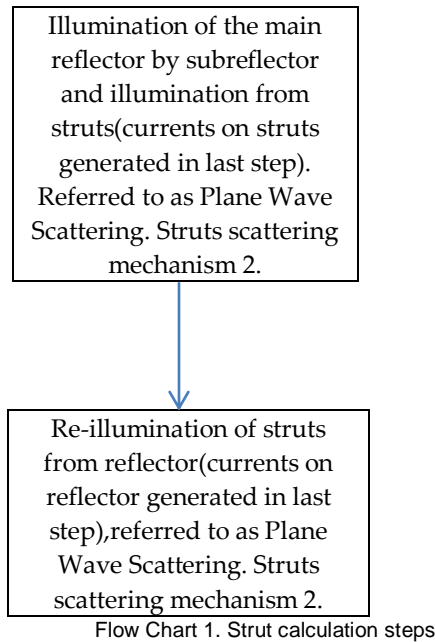 Illumination of the main
reflector by subreflector
and illumination from
struts(currents on struts
generated in last step).
Referred to as Plane Wave
Scattering. Struts scattering
mechanism 2.
Re-illumination of struts
from reflector(currents on
reflector generated in last
step),referred to as Plane
Wave Scattering. Struts
scattering mechanism 2.
Flow Chart 1. Strut calculation steps